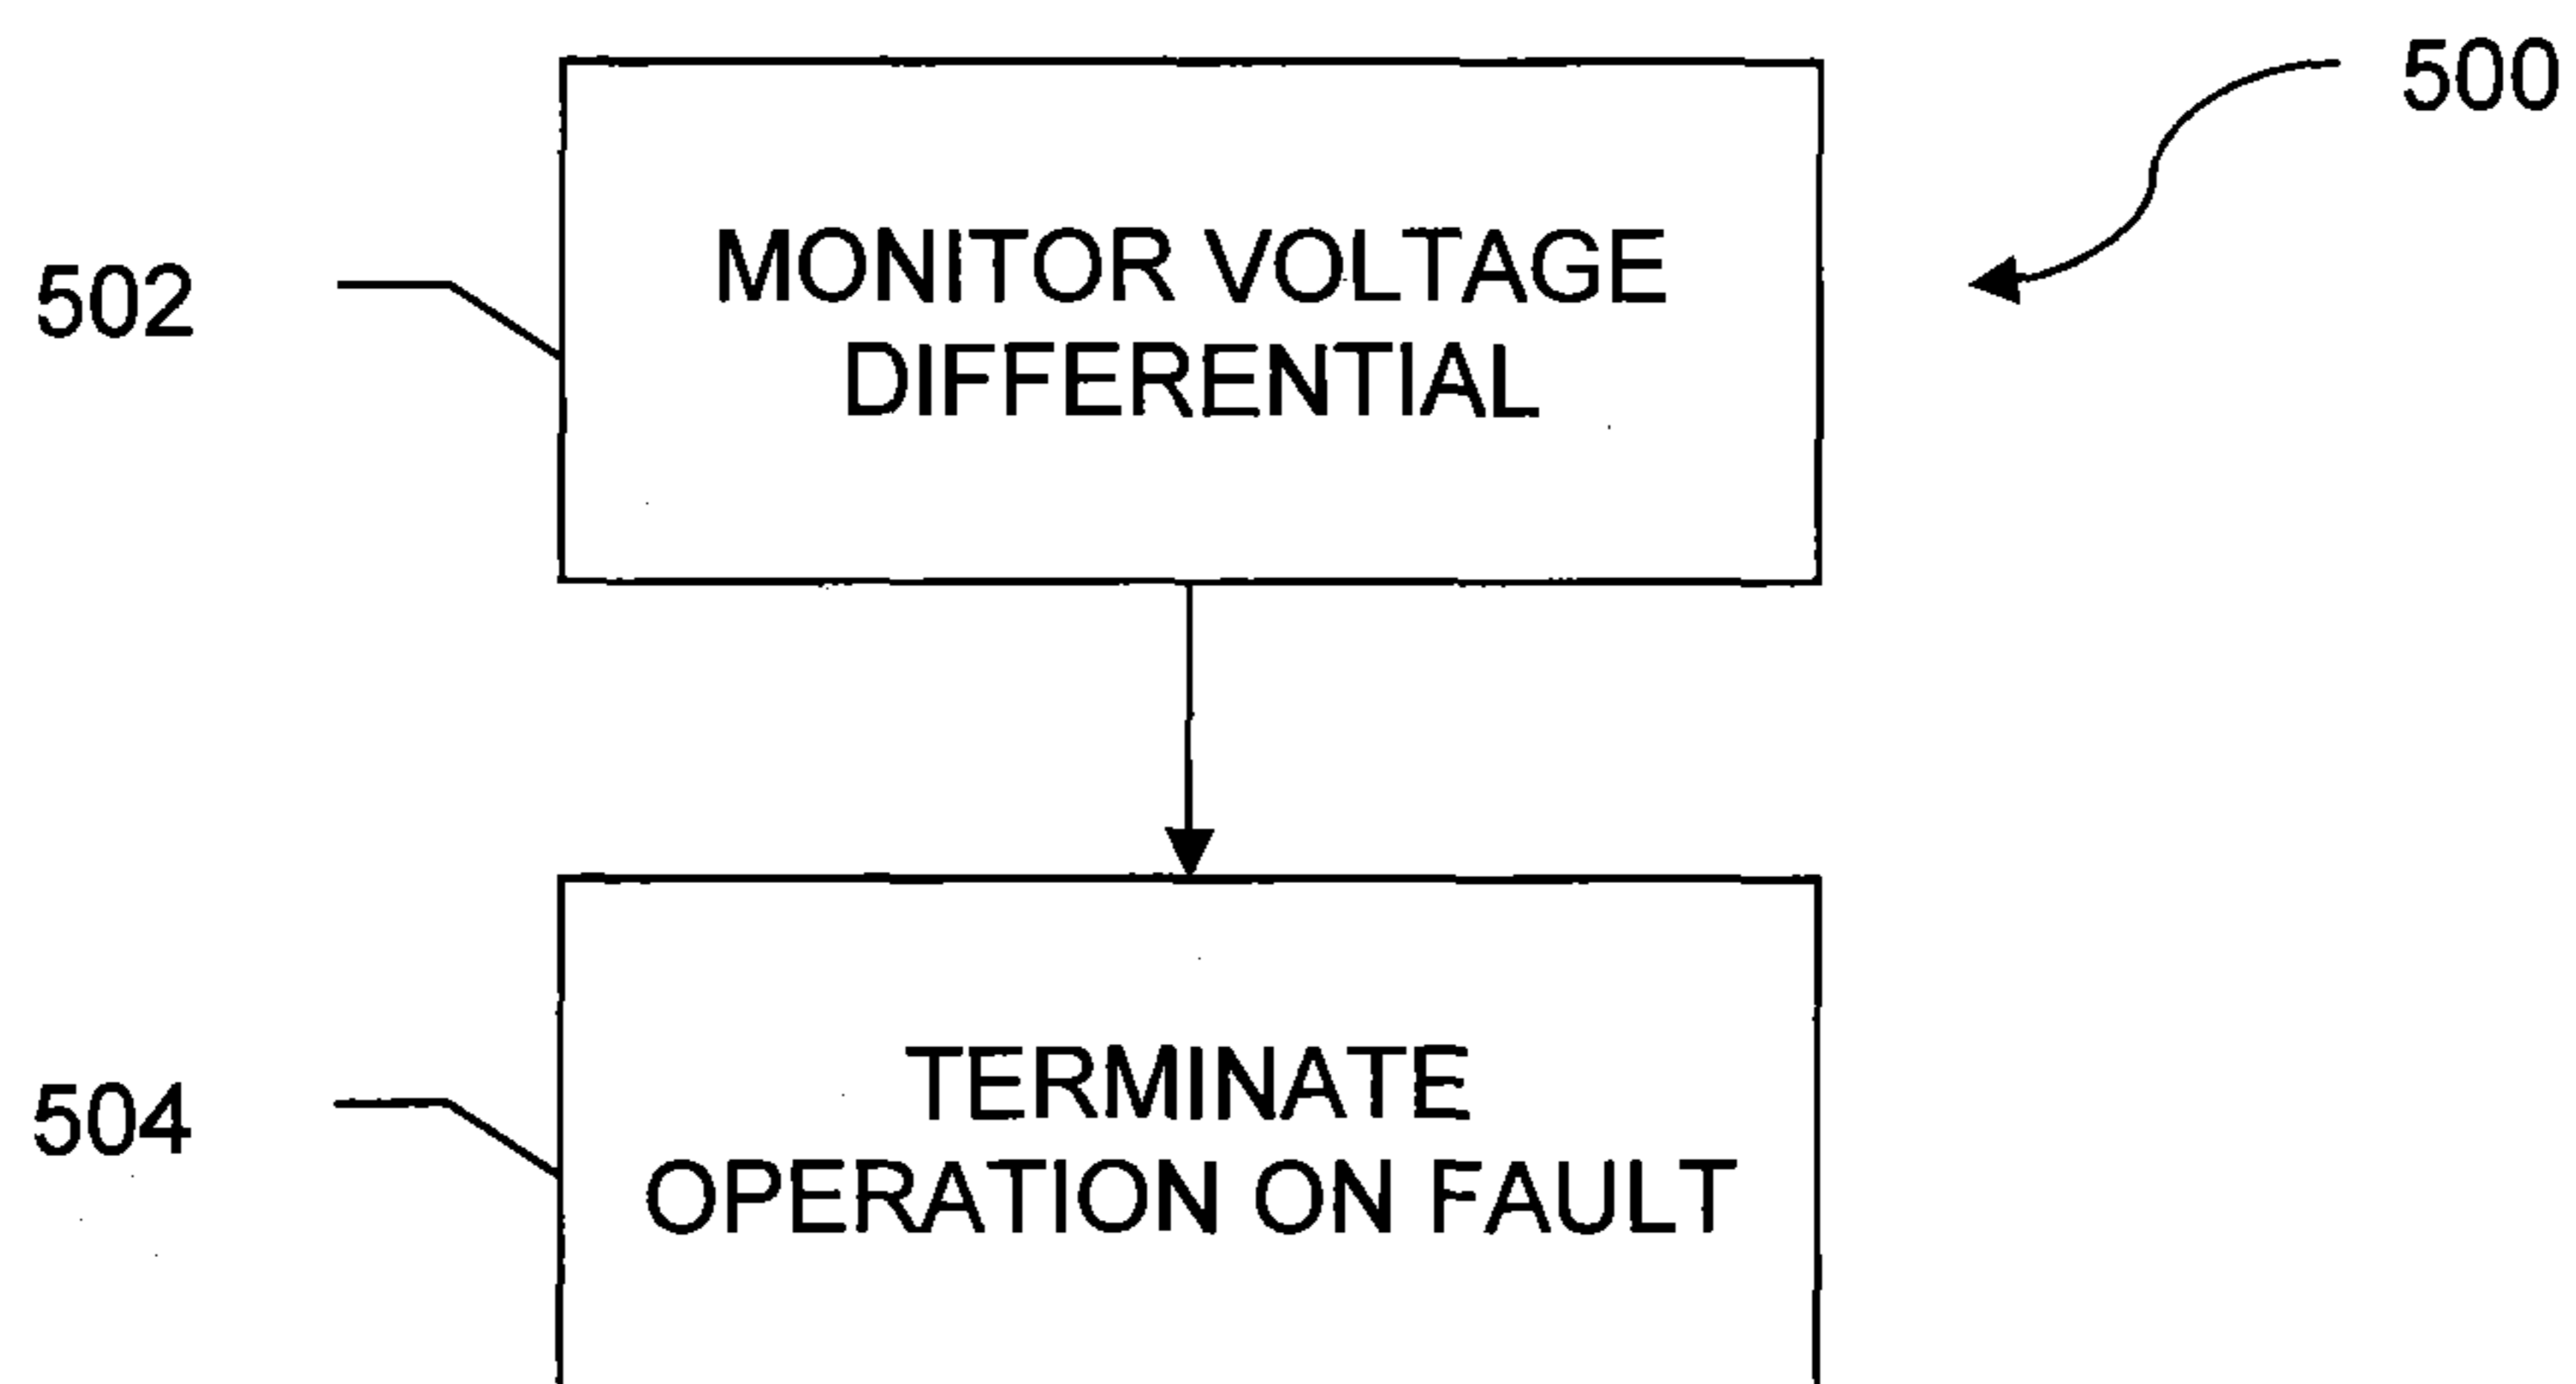 500
502
MONITOR VOLTAGE
DIFFERENTIAL
504
TERMINATE
OPERATION ON FAULT